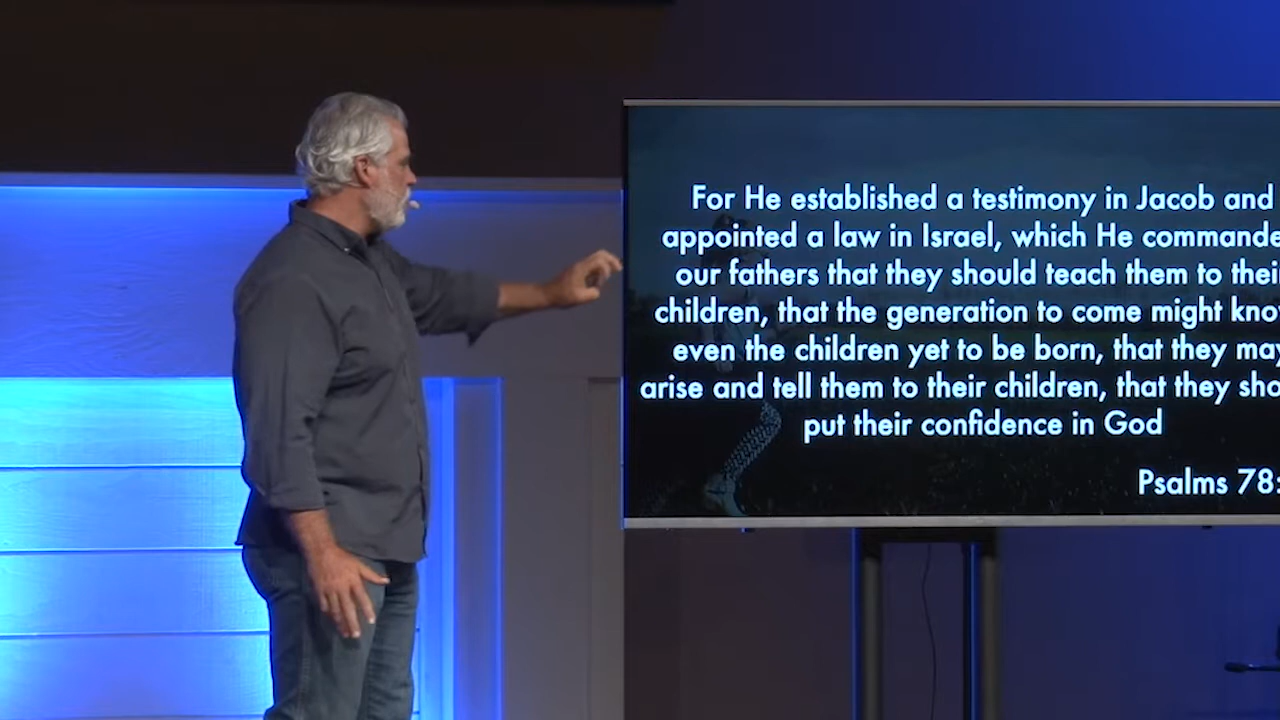 For He established a testimony in Jacob and
appointed a law in Israel, which He commande
our fathers that they should teach them to thei
children, that the generation to come might kno
even the children yet to be born, that they may
arise and tell them to their children, that they sho
put their confidence in God
Psalms 78: